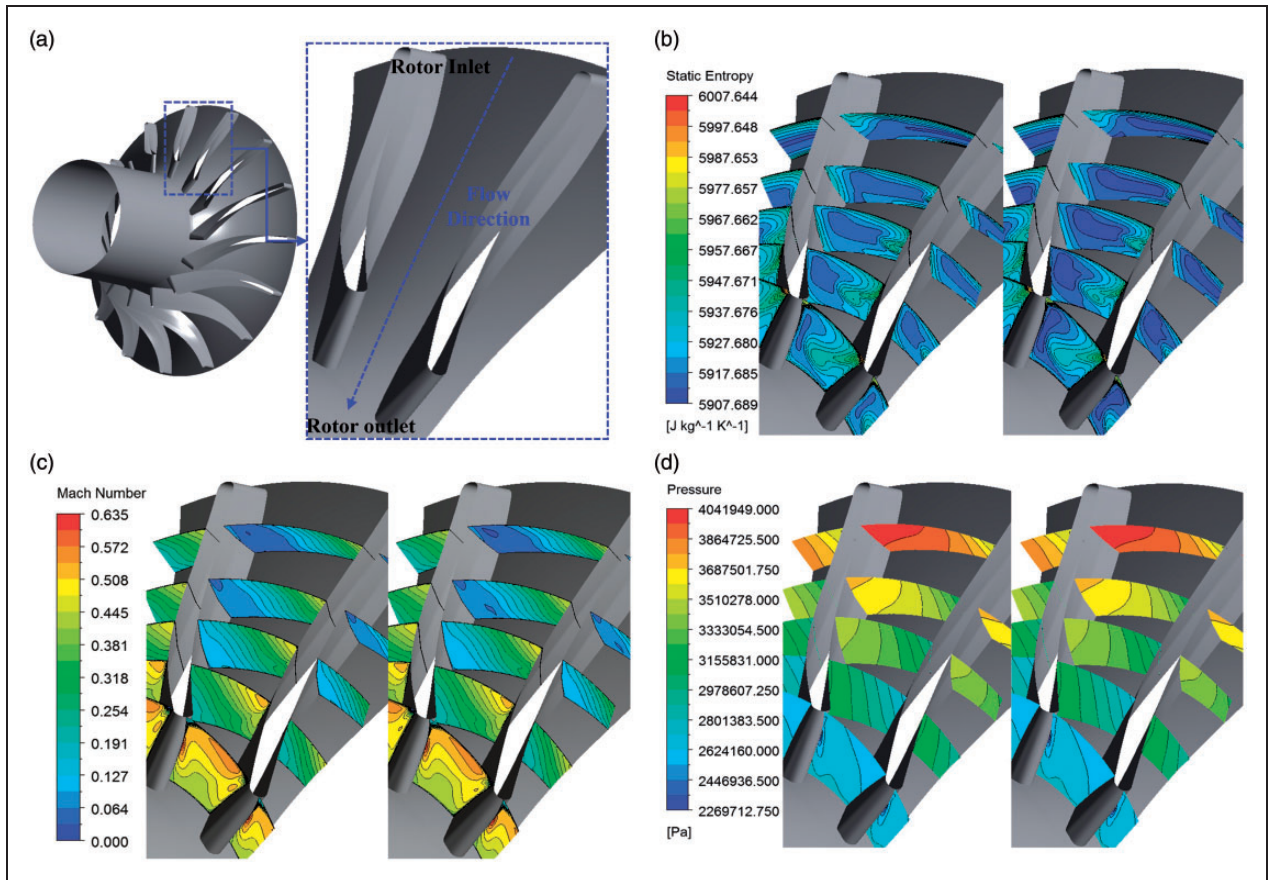 (a)
Rotor Inlet
Flow
Direction
Rotor outlet
(b)
Static Entropy
6007.644
5997.648
5987.653
5977.657
5967.662
5957.667
5947.671
5937.676
5927.680
5917.685
5907.689
[J kg^-1 K^-1]
(c)
Mach Number
0.635
0.572
0.508
0.445
0.381
0.318
0.254
0.191
0.127
0.064
0.000
(d)
Pressure
4041949.000
3864725.500
3687501.750
3510278.000
3333054.500
3155831.000
2978607.250
2801383.500
2624160.000
2446936.500
2269712.750
[Pa]